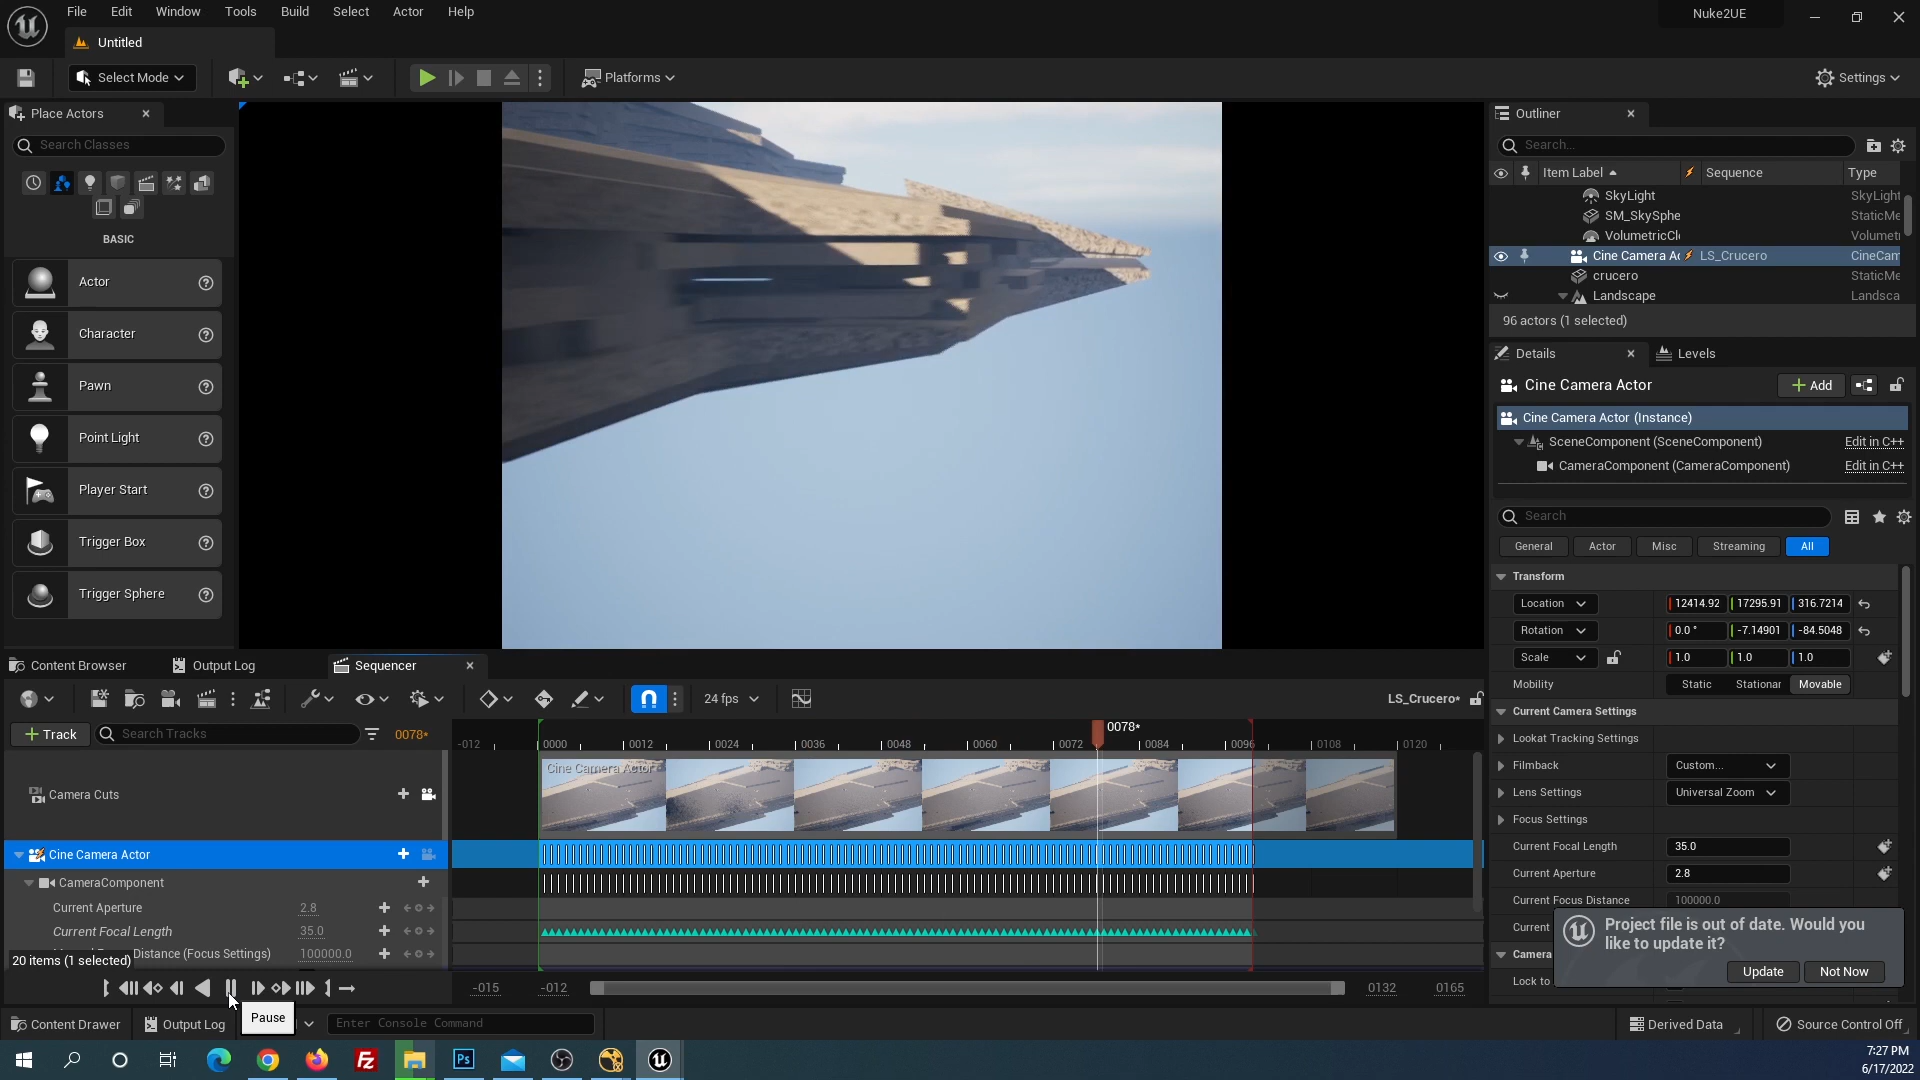 File Edit Window Tools Build Select Actor Help
Nuke2UE
Untitled
Select Mode
Platforms
Settings
Place Actors
Search Classes
BASIC
Actor
Character
Pawn
Point Light
Player Start
Trigger Box
Trigger Sphere
Outliner
Search...
Item Label Sequence Type
SkyLight SkyLight
SM_SkySphe StaticMe
VolumetricCl Volumet
Cine Camera Ac LS_Crucero CineCam
crucero StaticMe
Landscape Landsca
96 actors (1 selected)
Details Levels
Cine Camera Actor Add
Cine Camera Actor (Instance)
SceneComponent (SceneComponent) Edit in C++
CameraComponent (CameraComponent) Edit in C++
Search
General Actor Misc Streaming All
Transform
Location 12414.92 17295.91 316.7214
Rotation 0.0 ° -7.14901 -84.5048
Scale 1.0 1.0 1.0
Mobility Static Stationar Movable
Current Camera Settings
Lookat Tracking Settings
Filmback Custom...
Lens Settings Universal Zoom
Focus Settings
Current Focal Length 35.0
Current Aperture 2.8
Current Focus Distance 100000.0
Current
Camera
Lock to
Project file is out of date. Would you
like to update it?
Update Not Now
Content Browser Output Log Sequencer
24 fps LS_Crucero*
Track Search Tracks 0078*
0078*
-012 0000 0012 0024 0036 0048 0060 0072 0084 0096 0108 0120
Cine Camera Actor
Camera Cuts
Cine Camera Actor
CameraComponent
Current Aperture 2.8
Current Focal Length 35.0
Distance (Focus Settings) 100000.0
20 items (1 selected)
-015 -012 0132 0165
Pause
Content Drawer Output Log Enter Console Command Derived Data Source Control Off
7:27 PM
6/17/2022